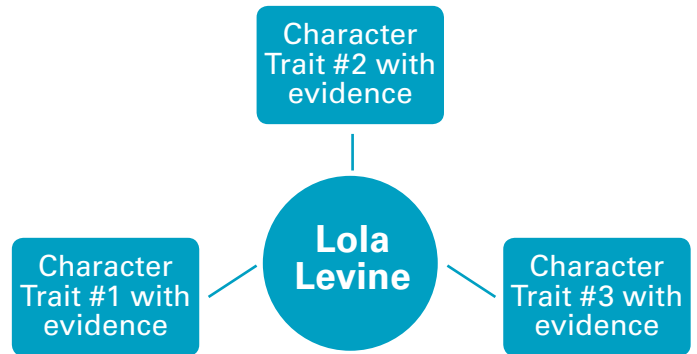 Character
Trait #2 with
evidence
Lola
Levine
Character
Trait #1 with
evidence
Character
Trait #3 with
evidence